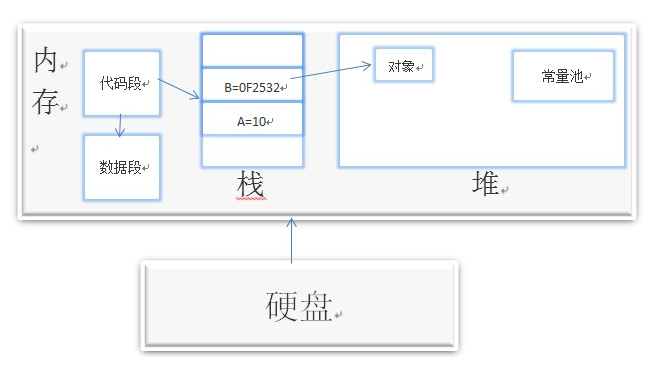 内
存
代码段
数据段
B=0F2532
A=10
栈
对象
常量池
堆
硬盘